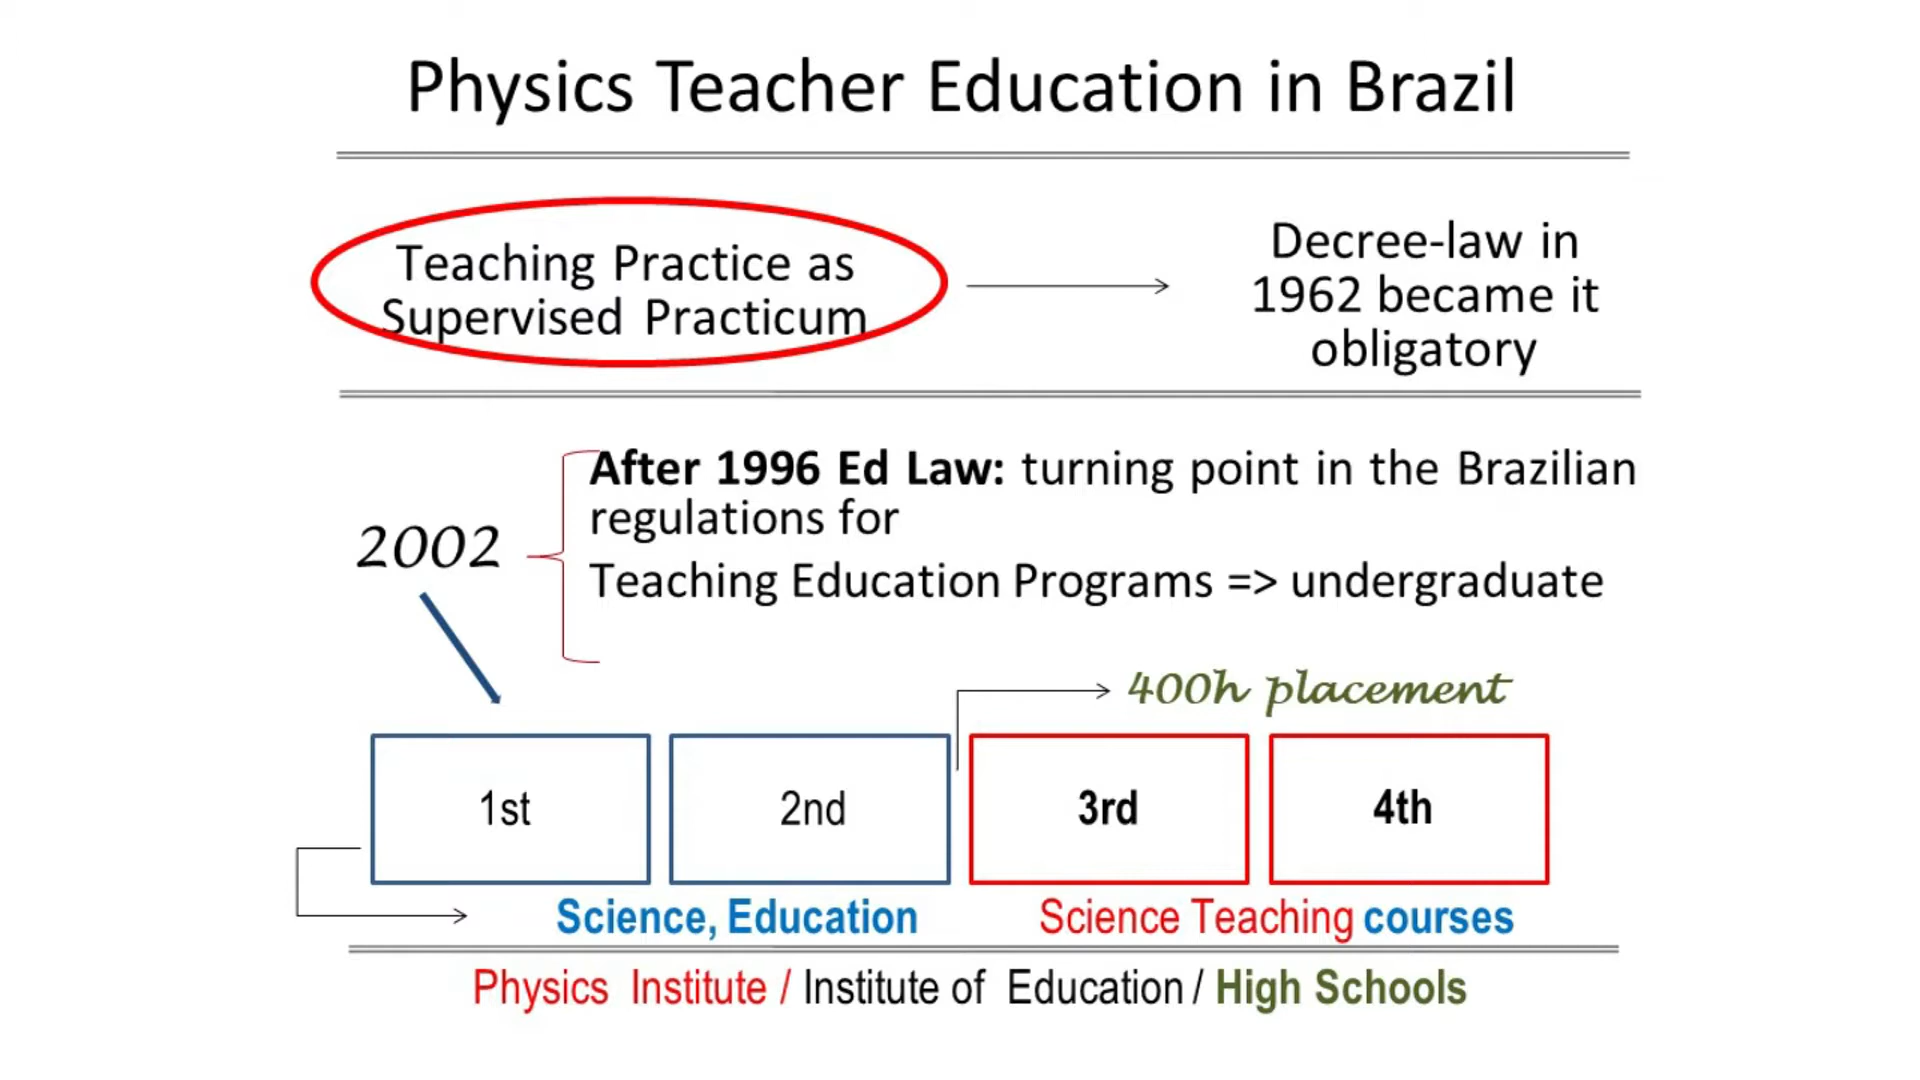 Physics Teacher Education in Brazil
Teaching Practice as
Supervised Practicum
Decree-law in
1962 became it
obligatory
After 1996 Ed Law: turning point in the Brazilian
regulations for
Teaching Education Programs => undergraduate
2002
400h placement
1st
2nd
3rd
4th
Science, Education
Science Teaching courses
Physics Institute / Institute of Education / High Schools